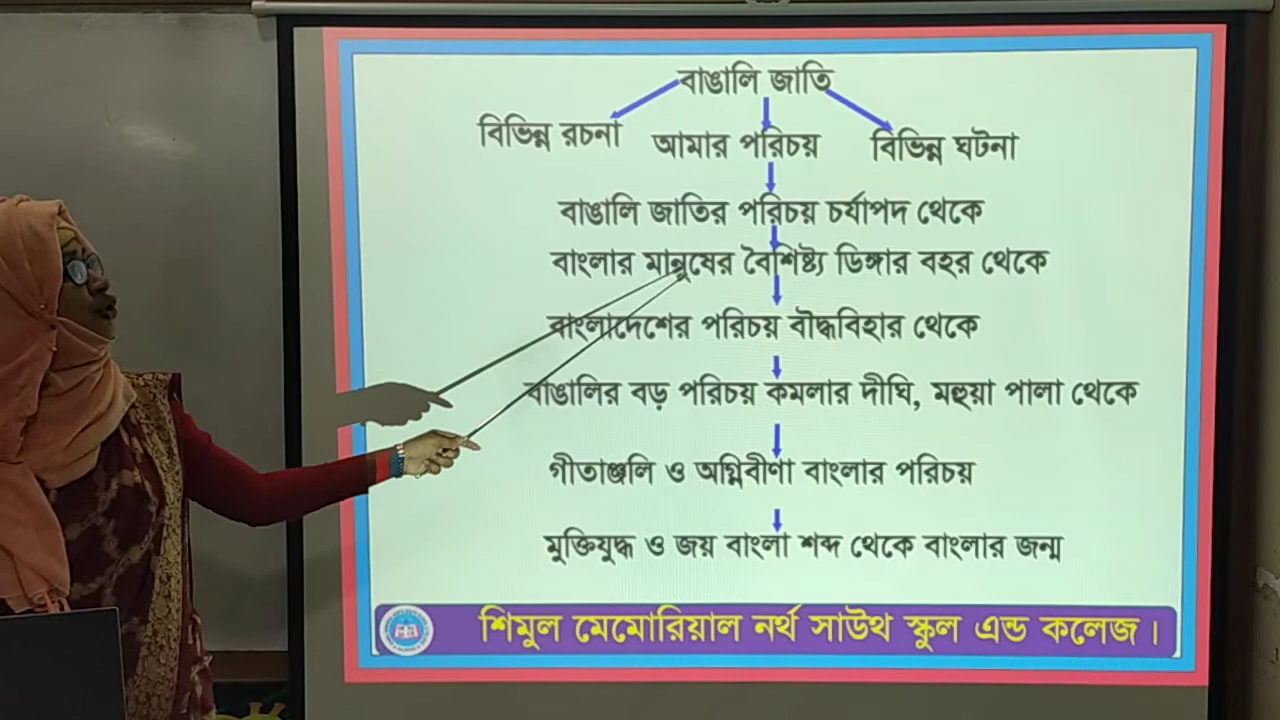 বাঙালি জাতি
বিভিন্ন রচনা আমার পরিচয় বিভিন্ন ঘটনা
বাঙালি জাতির পরিচয় চর্যাপদ থেকে
বাংলার মানুষের বৈশিষ্ট্য ডিঙ্গার বহর থেকে
বাংলাদেশের পরিচয় বৌদ্ধবিহার থেকে
বাঙালির বড় পরিচয় কমলার দীঘি, মহুয়া পালা থেকে
গীতাঞ্জলি ও অগ্নিবীণা বাংলার পরিচয়
মুক্তিযুদ্ধ ও জয় বাংলা শব্দ থেকে বাংলার জন্ম
শিমুল মেমোরিয়াল নর্থ সাউথ স্কুল এন্ড কলেজ।